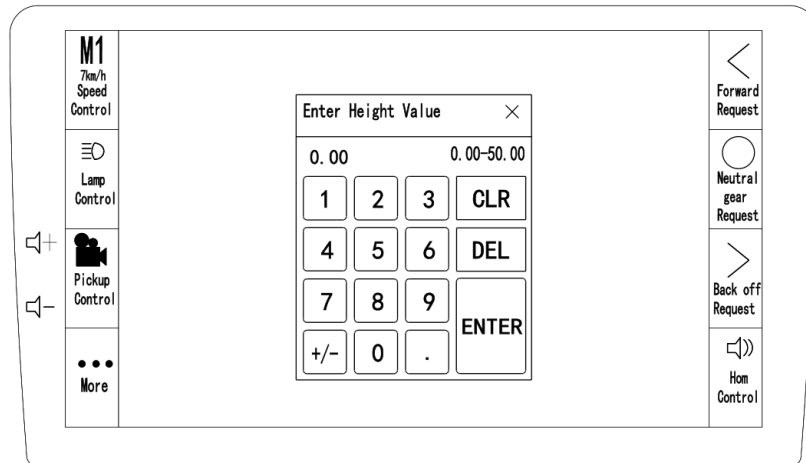 M1
7km/h
Speed
Control
Lamp
Control
Pickup
Control
More
Enter Height Value ×
0.00 0.00-50.00
1 2 3 CLR
4 5 6 DEL
7 8 9
ENTER
+/- 0 .
Forward
Request
Neutral
gear
Request
Back off
Request
Hom
Control